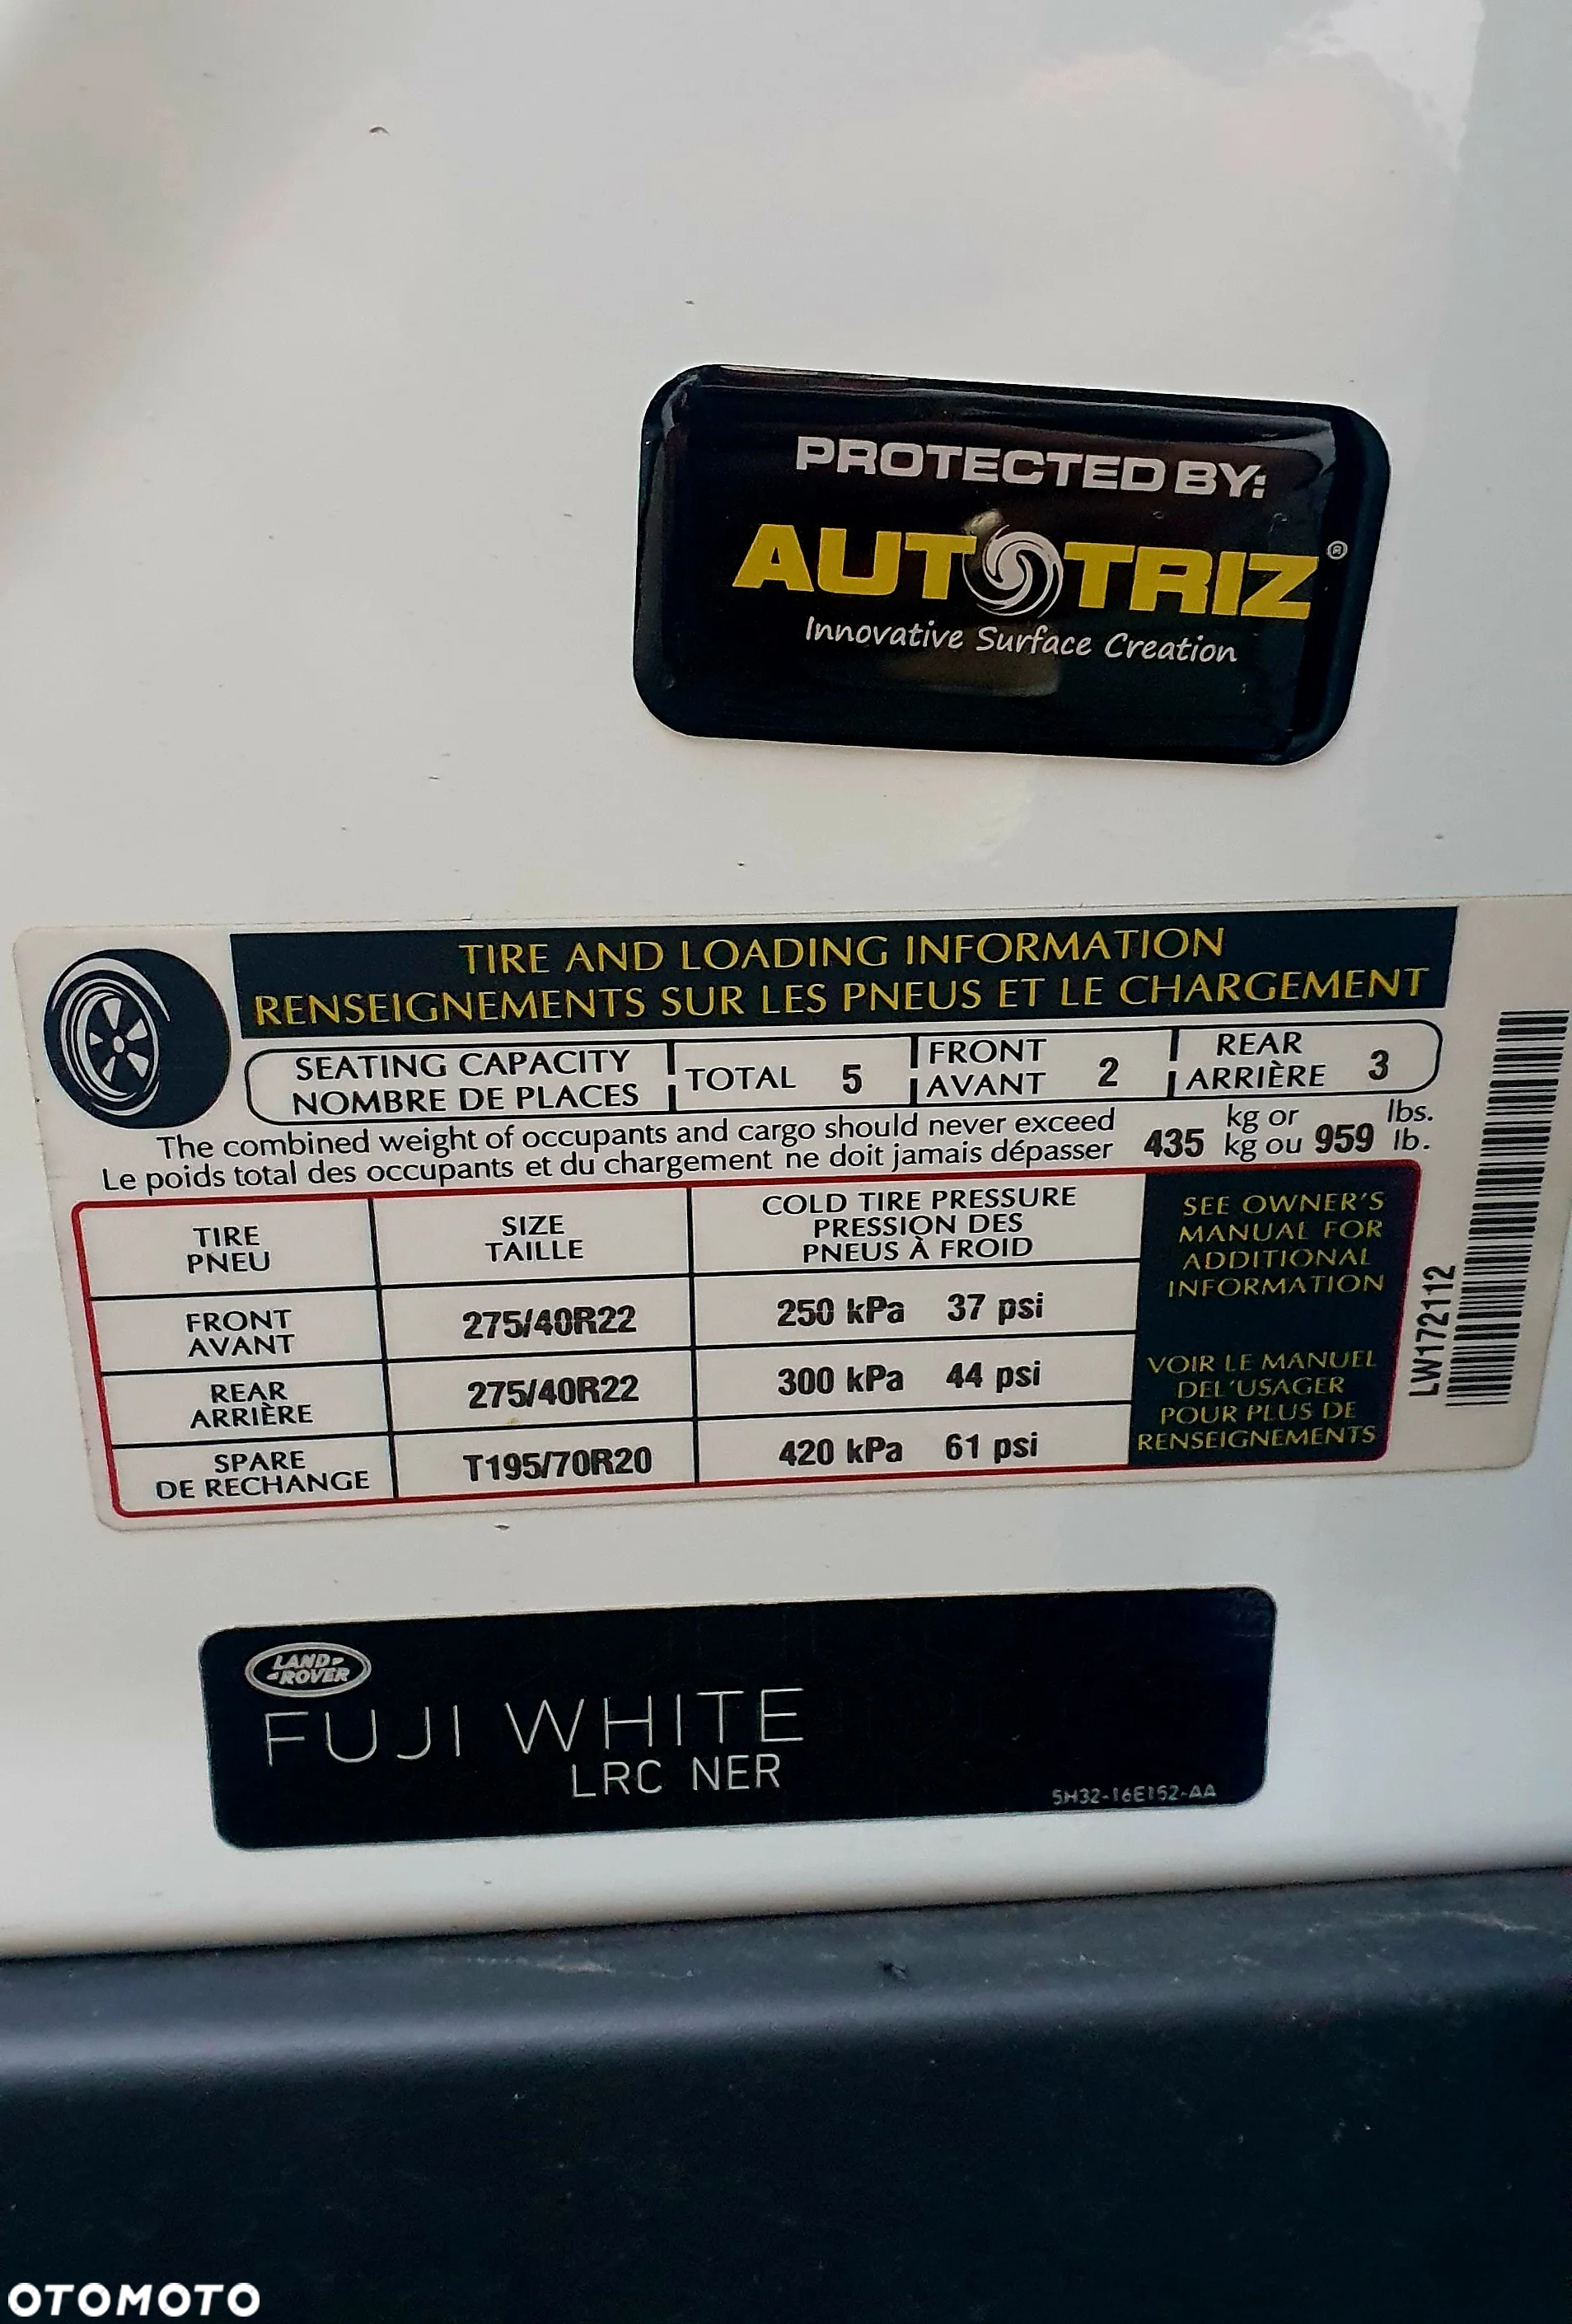 PROTECTED BY:
AUTOTRIZ®
Innovative Surface Creation
TIRE AND LOADING INFORMATION
RENSEIGNEMENTS SUR LES PNEUS ET LE CHARGEMENT
SEATING CAPACITY
NOMBRE DE PLACES
TOTAL 5
FRONT
AVANT 2
REAR
ARRIÈRE 3
The combined weight of occupants and cargo should never exceed
Le poids total des occupants et du chargement ne doit jamais dépasser
435 kg or
kg ou 959 lbs.
lb.
TIRE
PNEU
SIZE
TAILLE
COLD TIRE PRESSURE
PRESSION DES
PNEUS À FROID
FRONT
AVANT
275/40R22
250 kPa 37 psi
REAR
ARRIÈRE
275/40R22
300 kPa 44 psi
SPARE
DE RECHANGE
T195/70R20
420 kPa 61 psi
SEE OWNER'S
MANUAL FOR
ADDITIONAL
INFORMATION
VOIR LE MANUEL
DEL'USAGER
POUR PLUS DE
RENSEIGNEMENTS
LW172112
LAND
ROVER
FUJI WHITE
LRC NER
5H32-16E152-AA
OTOMOTO